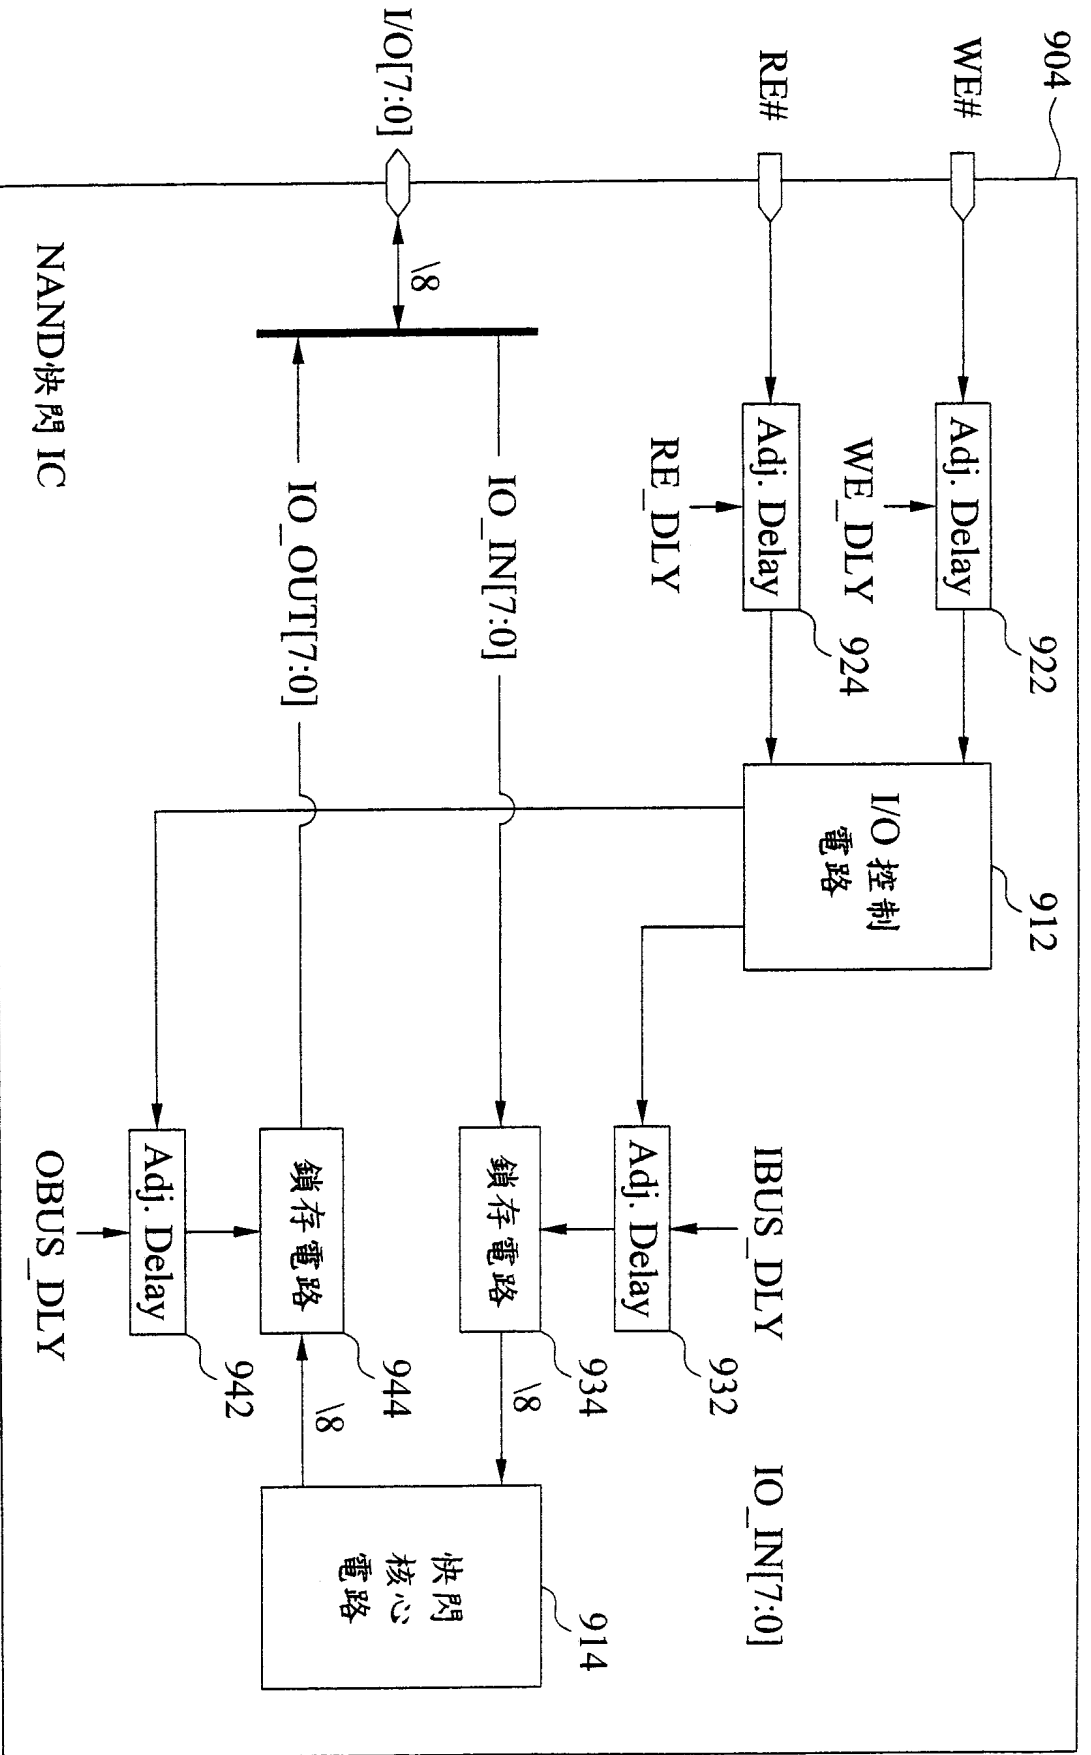 904
WE#
Adj. Delay
922
WE_DLY
I/O 控制
電路
912
RE#
Adj. Delay
924
RE_DLY
IBUS_DLY
IO_IN[7:0]
Adj. Delay
932
I/O[7:0]
\8
IO_IN[7:0]
鎖存電路
934
\8
快閃
核心
電路
914
IO_OUT[7:0]
鎖存電路
944
\8
Adj. Delay
942
OBUS_DLY
NAND快閃 IC